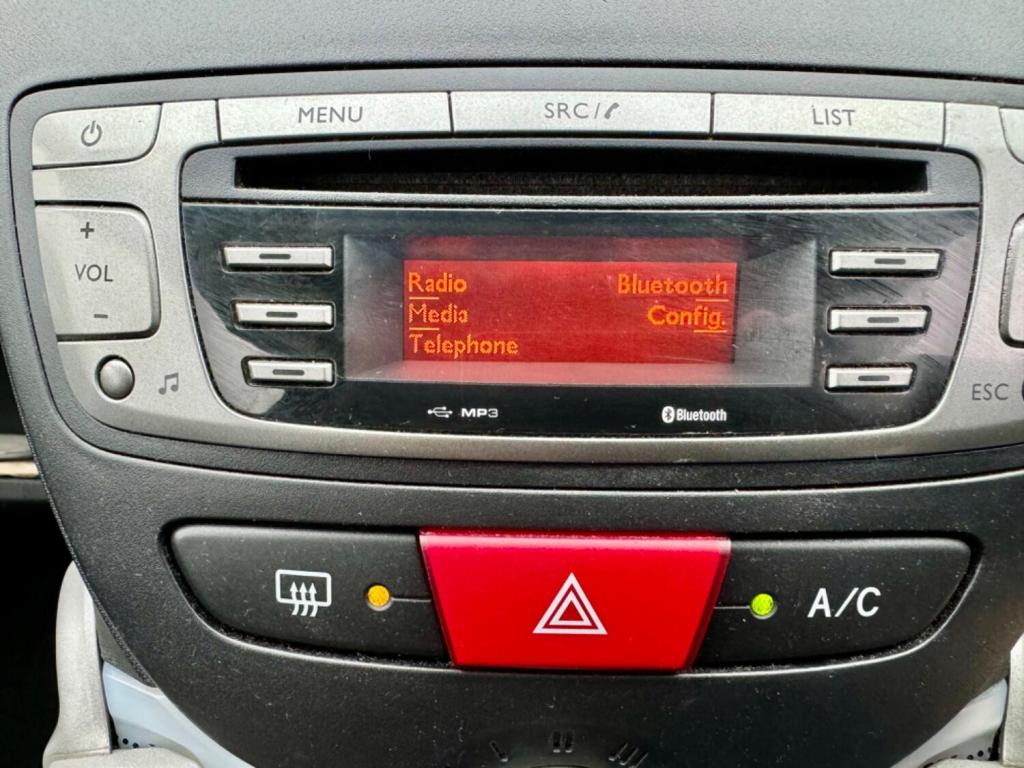 MENU SRC/ LIST
+
VOL
-
Radio Bluetooth
Media Config.
Telephone
ESC
MP3 Bluetooth
A/C